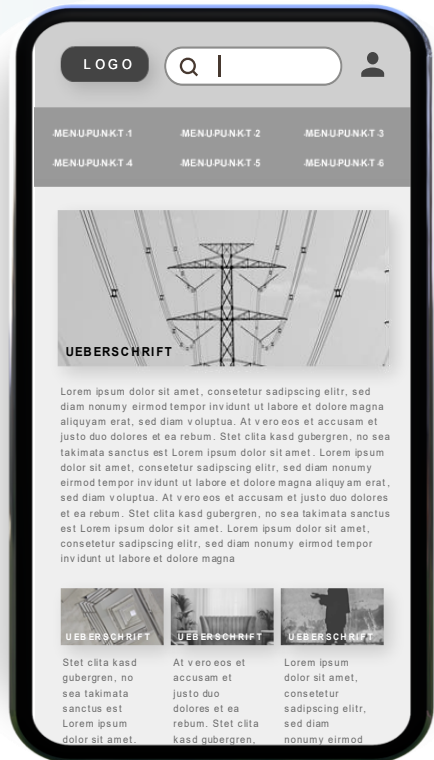 LOGO
MENUPUNKT 1 MENUPUNKT 2 MENUPUNKT 3
MENUPUNKT 4 MENUPUNKT 5 MENUPUNKT 6
UEBERSCHRIFT
Lorem ipsum dolor sit amet, consetetur sadipscing elitr, sed
diam nonumy eirmod tempor invidunt ut labore et dolore magna
aliquyam erat, sed diam voluptua. At vero eos et accusam et
justo duo dolores et ea rebum. Stet clita kasd gubergren, no sea
takimata sanctus est Lorem ipsum dolor sit amet. Lorem ipsum
dolor sit amet, consetetur sadipscing elitr, sed diam nonumy
eirmod tempor invidunt ut labore et dolore magna aliquyam erat,
sed diam voluptua. At vero eos et accusam et justo duo dolores
et ea rebum. Stet clita kasd gubergren, no sea takimata sanctus
est Lorem ipsum dolor sit amet. Lorem ipsum dolor sit amet,
consetetur sadipscing elitr, sed diam nonumy eirmod tempor
invidunt ut labore et dolore magna
UEBERSCHRIFT
Stet clita kasd
gubergren, no
sea takimata
sanctus est
Lorem ipsum
dolor sit amet.
UEBERSCHRIFT
At vero eos et
accusam et
justo duo
dolores et ea
rebum. Stet clita
kasd gubergren,
UEBERSCHRIFT
Lorem ipsum
dolor sit amet,
consetetur
sadipscing elitr,
sed diam
nonumy eirmod